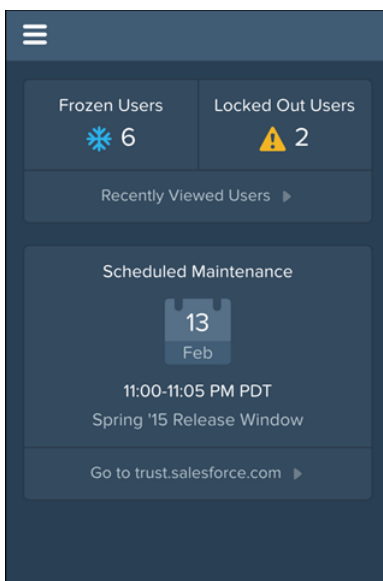 Frozen Users
6
Locked Out Users
2
Recently Viewed Users
Scheduled Maintenance
13
Feb
11:00-11:05 PM PDT
Spring '15 Release Window
Go to trust.salesforce.com